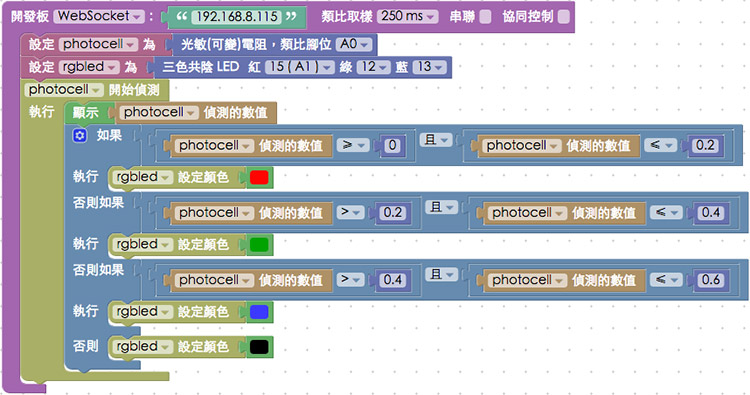 開發板 WebSocket : “ 192.168.8.115 ” 類比取樣 250 ms 串聯 協同控制
設定 photocell 為 光敏(可變)電阻，類比腳位 A0
設定 rgbled 為 三色共陰 LED 紅 15 ( A1 ) 綠 12 藍 13
photocell 開始偵測
執行 顯示 photocell 偵測的數值
如果 photocell 偵測的數值 ≥ 0 且 photocell 偵測的數值 ≤ 0.2
執行 rgbled 設定顏色
否則如果 photocell 偵測的數值 > 0.2 且 photocell 偵測的數值 ≤ 0.4
執行 rgbled 設定顏色
否則如果 photocell 偵測的數值 > 0.4 且 photocell 偵測的數值 ≤ 0.6
執行 rgbled 設定顏色
否則 rgbled 設定顏色